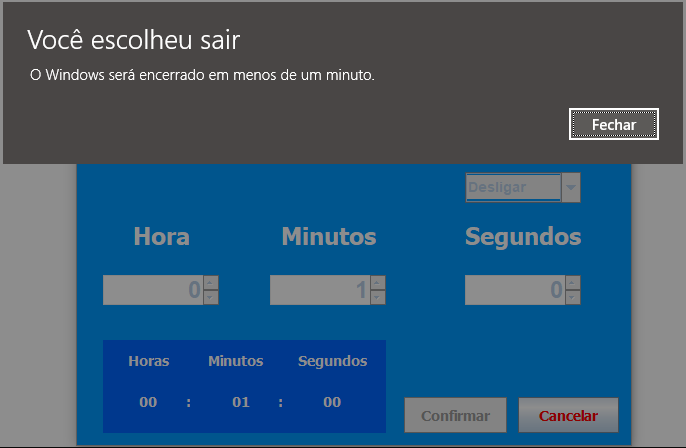 Você escolheu sair
O Windows será encerrado em menos de um minuto.
Fechar
Desligar
Hora Minutos Segundos
0 1 0
Horas Minutos Segundos
00 : 01 : 00
Confirmar Cancelar